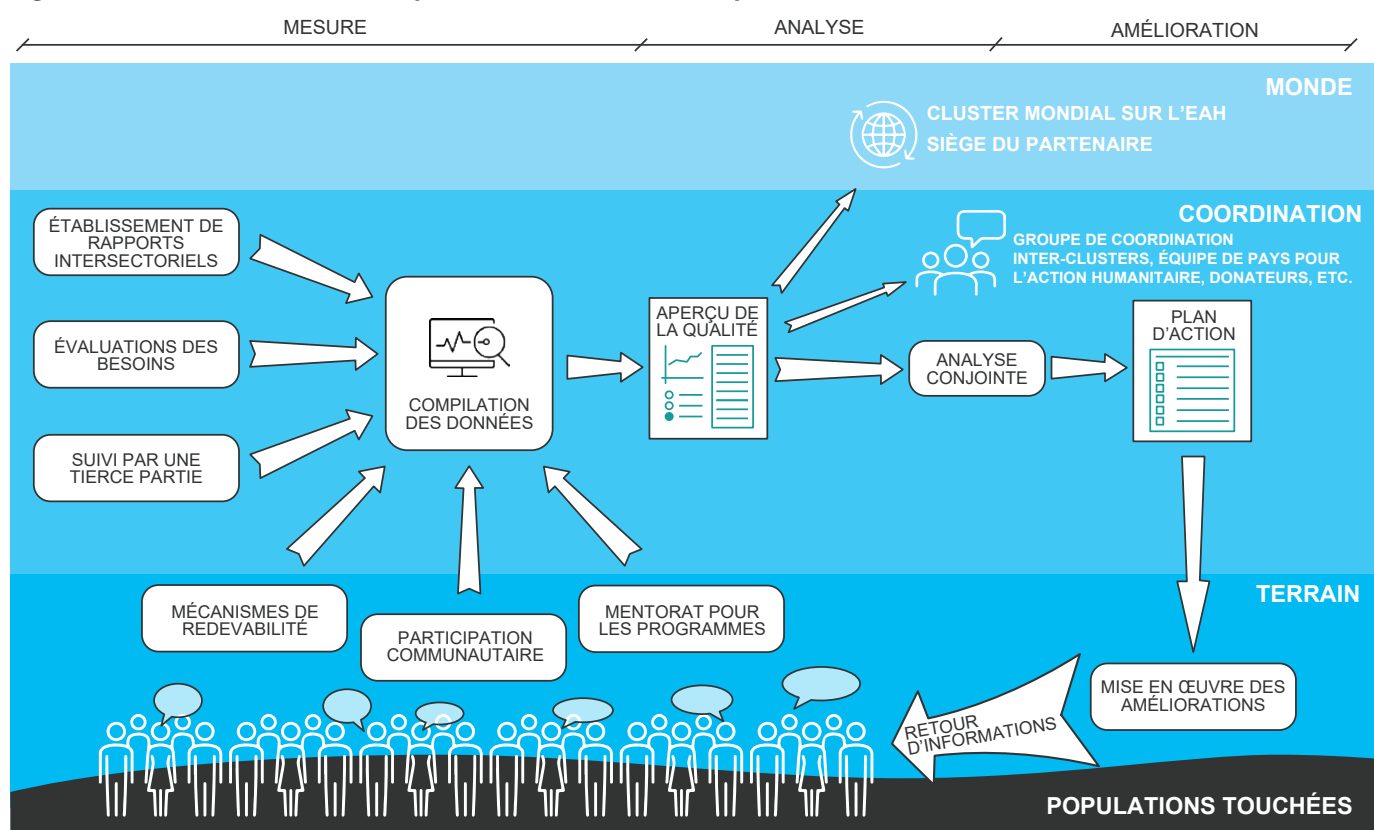 MESURE
ANALYSE
AMÉLIORATION
MONDE
CLUSTER MONDIAL SUR L'EAH
SIÈGE DU PARTENAIRE
COORDINATION
GROUPE DE COORDINATION
INTER-CLUSTERS, ÉQUIPE DE PAYS POUR
L'ACTION HUMANITAIRE, DONATEURS, ETC.
ÉTABLISSEMENT DE
RAPPORTS
INTERSECTORIELS
ÉVALUATIONS DES
BESOINS
SUIVI PAR UNE
TIERCE PARTIE
COMPILATION
DES DONNÉES
APERÇU DE
LA QUALITÉ
ANALYSE
CONJOINTE
PLAN
D'ACTION
TERRAIN
MÉCANISMES DE
REDEVABILITÉ
PARTICIPATION
COMMUNAUTAIRE
MENTORAT POUR
LES PROGRAMMES
MISE EN ŒUVRE DES
AMÉLIORATIONS
RETOUR
D'INFORMATIONS
POPULATIONS TOUCHÉES